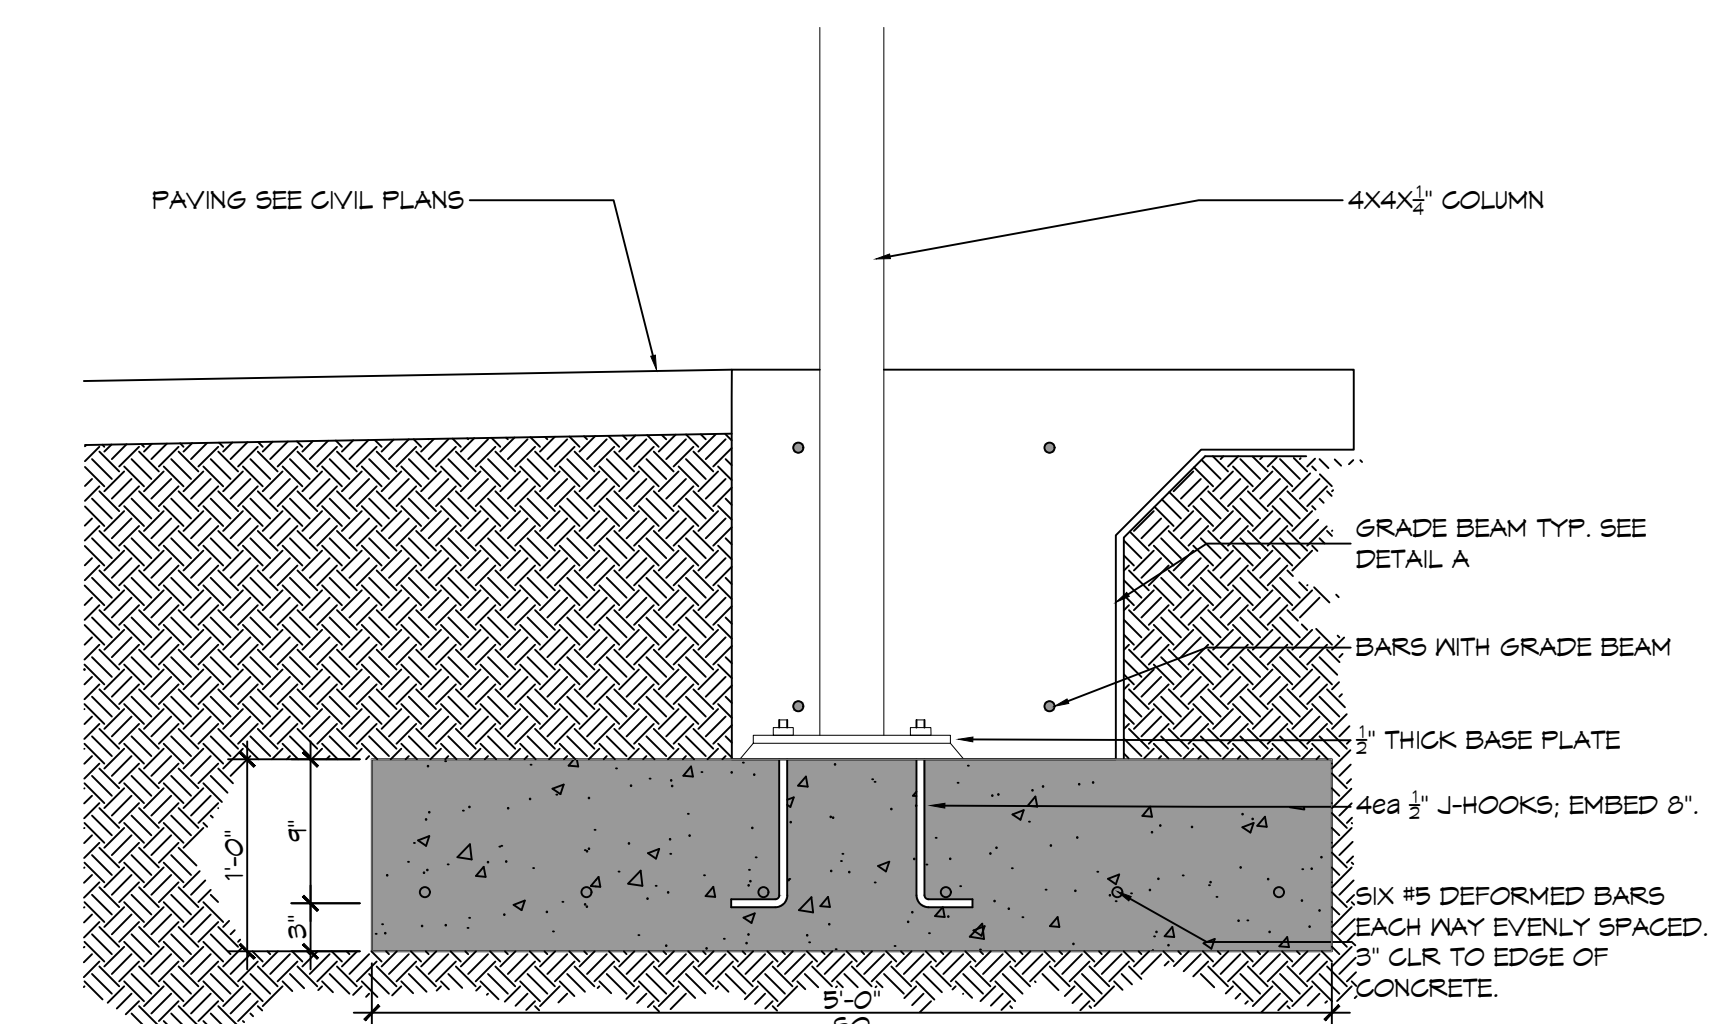 PAVING SEE CIVIL PLANS
4X4X1/4" COLUMN
GRADE BEAM TYP. SEE
DETAIL A
BARS WITH GRADE BEAM
1/2" THICK BASE PLATE
4ea 1/2" J-HOOKS; EMBED 8".
1'-0"
9"
3"
SIX #5 DEFORMED BARS
EACH WAY EVENLY SPACED.
3" CLR TO EDGE OF
CONCRETE.
5'-0"